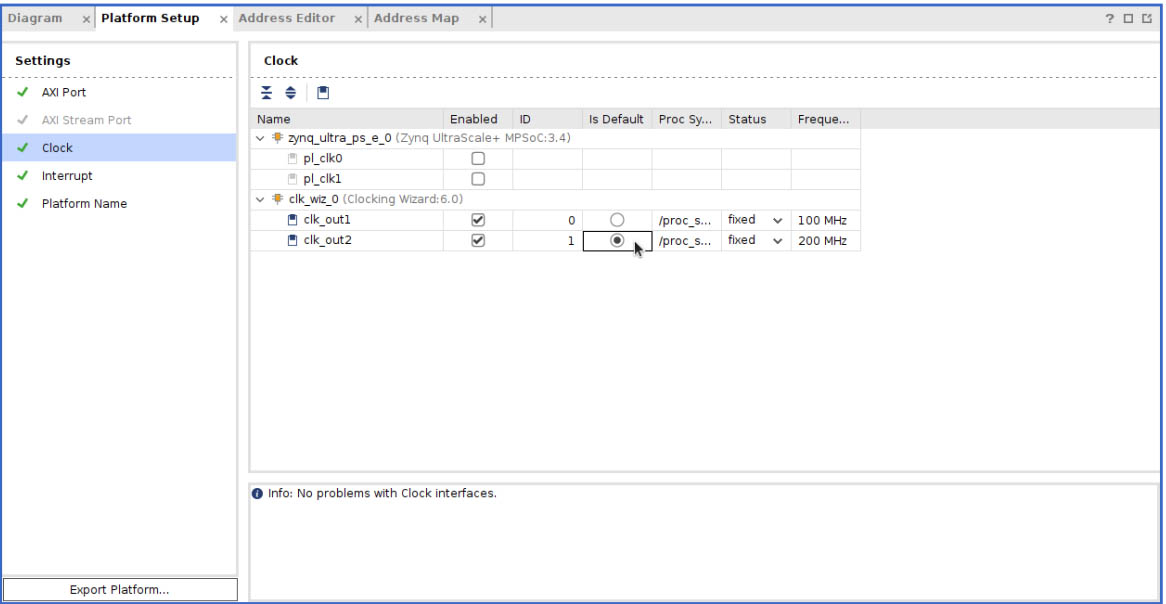 Diagram × Platform Setup × Address Editor × Address Map × ?
Settings
AXI Port
AXI Stream Port
Clock
Interrupt
Platform Name
Export Platform...
Clock
Name Enabled ID Is Default Proc Sy... Status Freque...
zynq_ultra_ps_e_0 (Zynq UltraScale+ MPSoC:3.4)
pl_clk0
pl_clk1
clk_wiz_0 (Clocking Wizard:6.0)
clk_out1 0 /proc_s... fixed 100 MHz
clk_out2 1 /proc_s... fixed 200 MHz
Info: No problems with Clock interfaces.